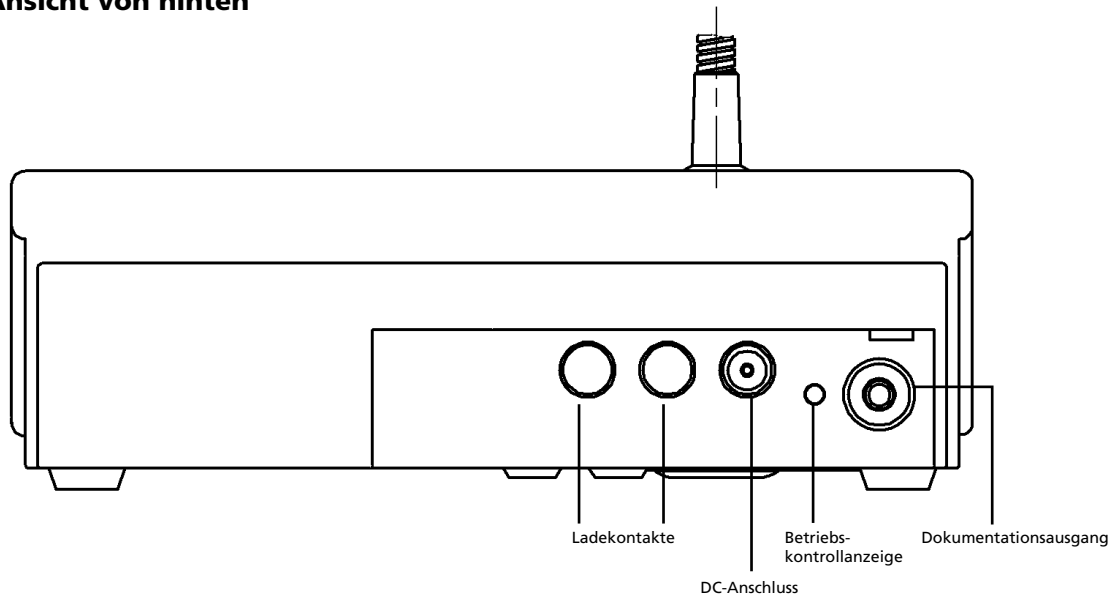 Ansicht von hinten
Ladekontakte
Betriebs-
kontrollanzeige
Dokumentationsausgang
DC-Anschluss